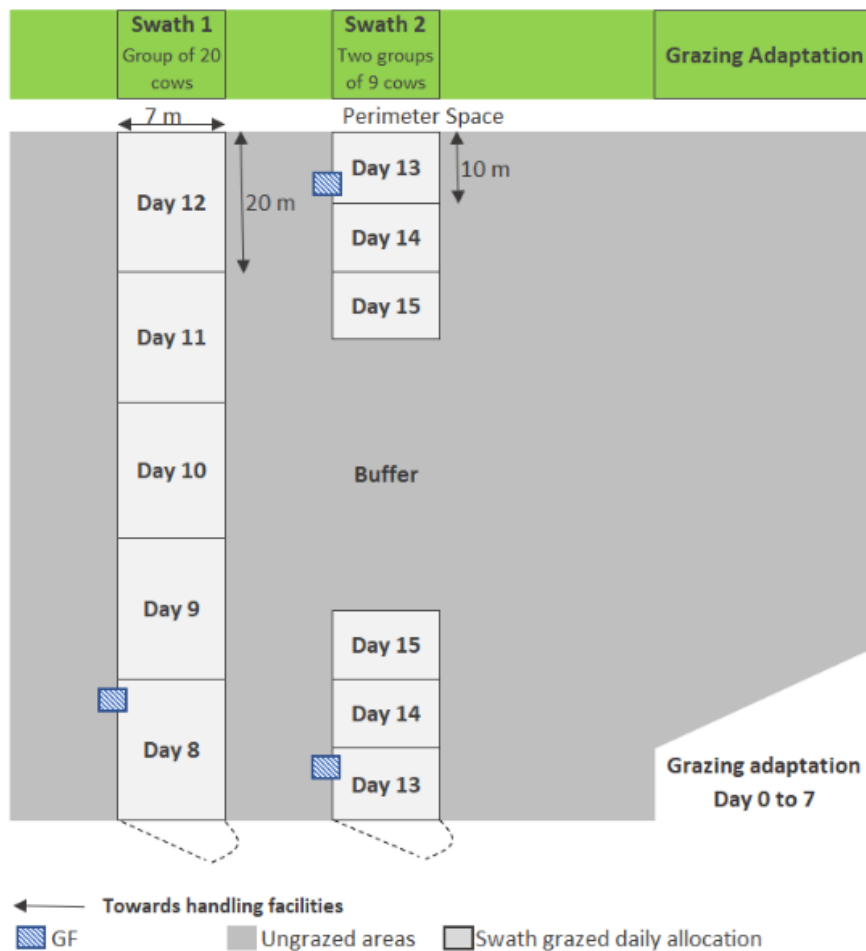 Swath 1
Group of 20
cows
Swath 2
Two groups
of 9 cows
Grazing Adaptation
7 m
Perimeter Space
Day 12
20 m
Day 13
10 m
Day 14
Day 15
Day 11
Day 10
Buffer
Day 9
Day 15
Day 14
Day 8
Day 13
Grazing adaptation
Day 0 to 7
Towards handling facilities
GF
Ungrazed areas
Swath grazed daily allocation